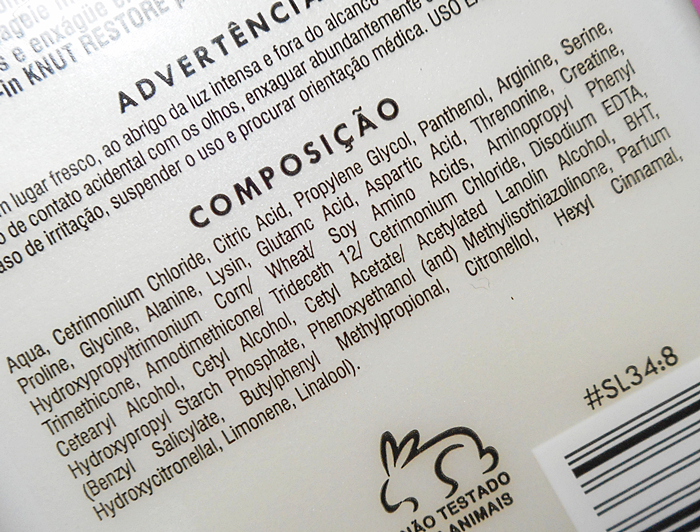 s e enxágüe
-in KNUT RESTORE
ADVERTÊNCIA
n lugar fresco, ao abrigo da luz intensa e fora do alcance
o de contato acidental com os olhos, enxaguar abundantemente
aso de irritação, suspender o uso e procurar orientação médica. USO
COMPOSIÇÃO
Aqua, Cetrimonium Chloride, Citric Acid, Propylene Glycol, Panthenol, Arginine, Serine,
Proline, Glycine, Alanine, Lysin, Glutamc Acid, Aspartic Acid, Threnonine, Creatine,
Hydroxypropyltrimonium Corn/ Wheat/ Soy Amino Acids, Aminopropyl Phenyl
Trimethicone, Amodimethicone/ Trideceth 12/ Cetrimonium Chloride, Disodium EDTA,
Cetearyl Alcohol, Cetyl Alcohol, Cetyl Acetate/ Acetylated Lanolin Alcohol, BHT,
Hydroxypropyl Starch Phosphate, Phenoxyethanol (and) Methylisothiazolinone, Parfum
(Benzyl Salicylate, Butylphenyl Methylpropional, Citronellol, Hexyl Cinnamal,
Hydroxycitronellal, Limonene, Linalool).
#SL34:8
NÃO TESTADO
ANIMAIS